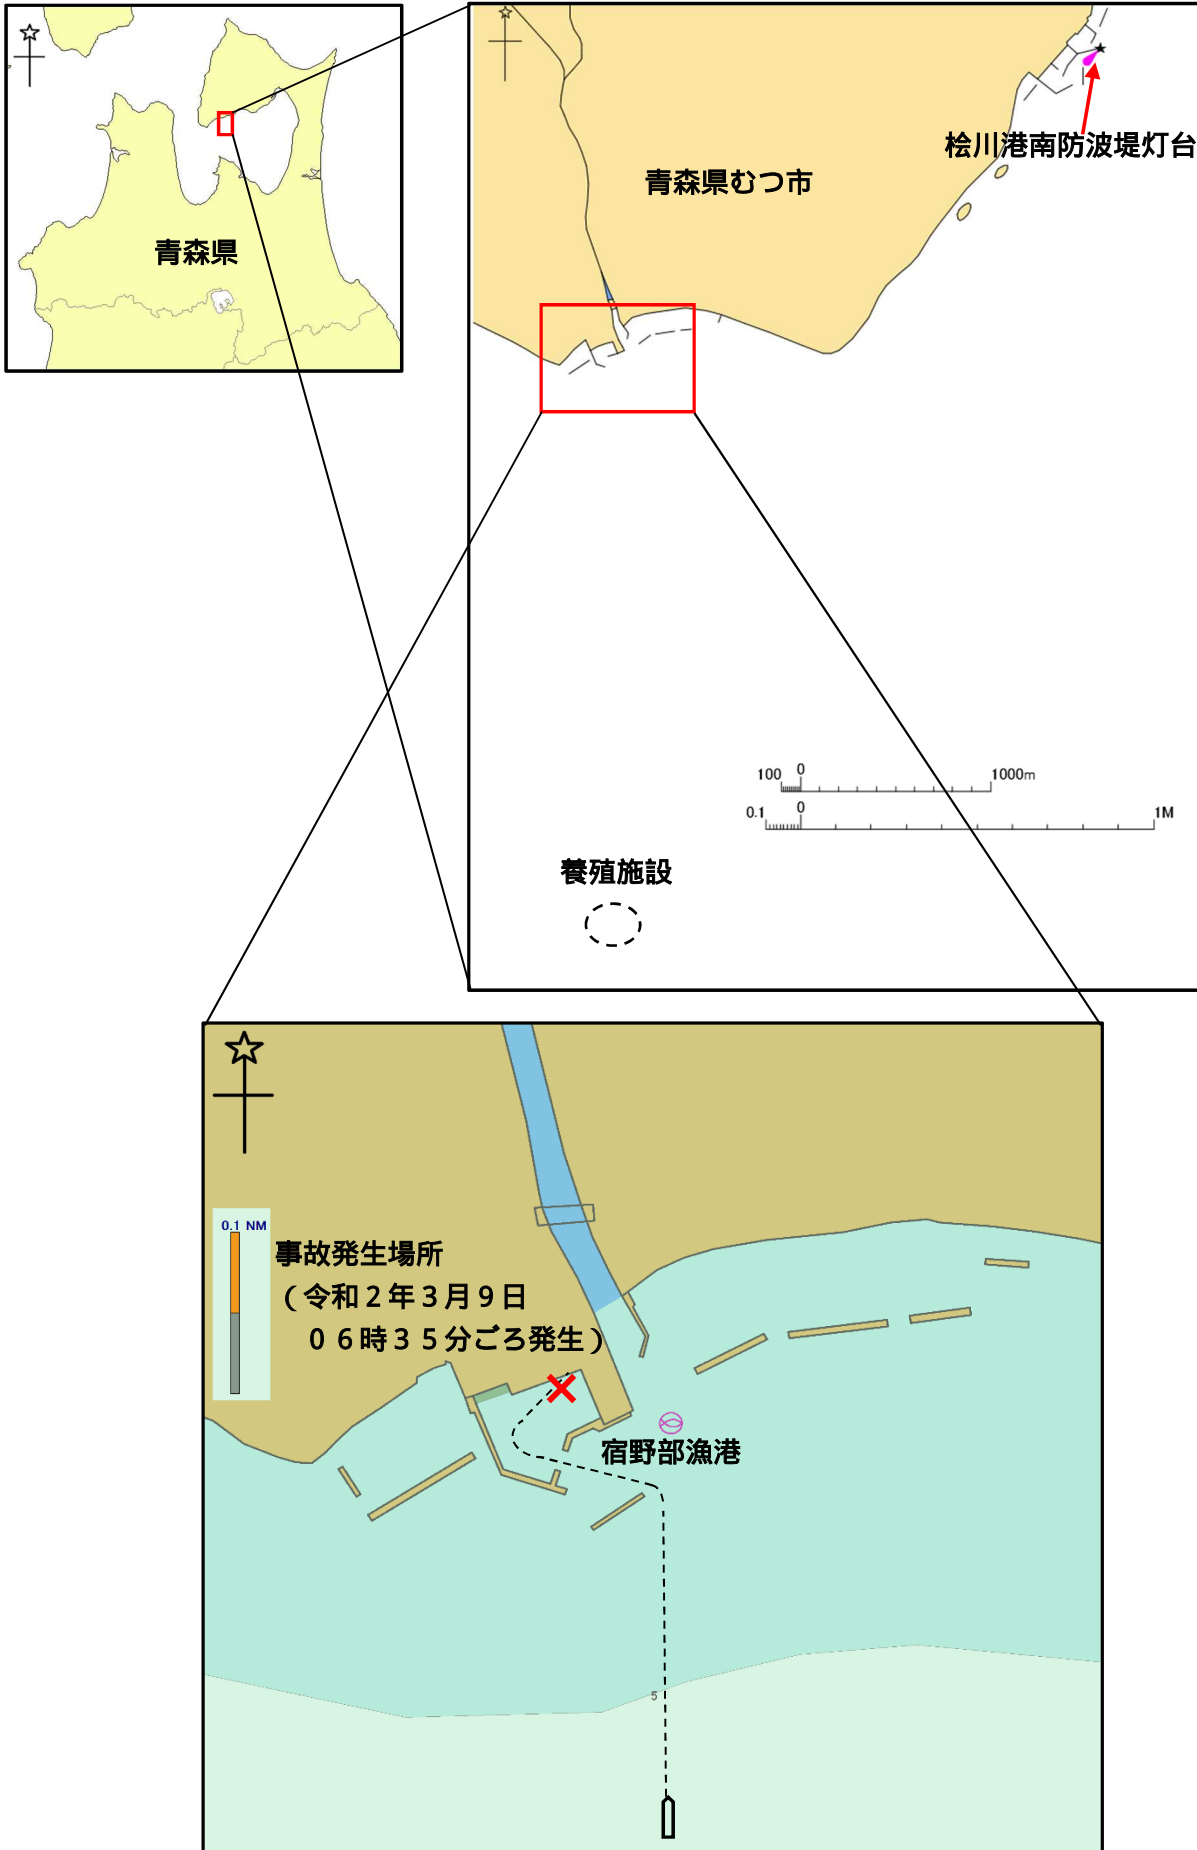 青森県
桧川港南防波堤灯台
青森県むつ市
100 0 1000m
0.1 0 1M
養殖施設
0.1 NM
事故発生場所
（令和２年３月９日
０６時３５分ごろ発生）
宿野部漁港
5